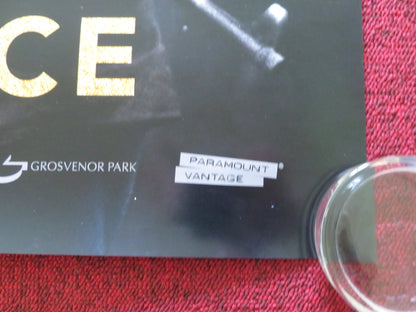 CE
GROSVENOR PARK
PARAMOUNT
VANTAGE